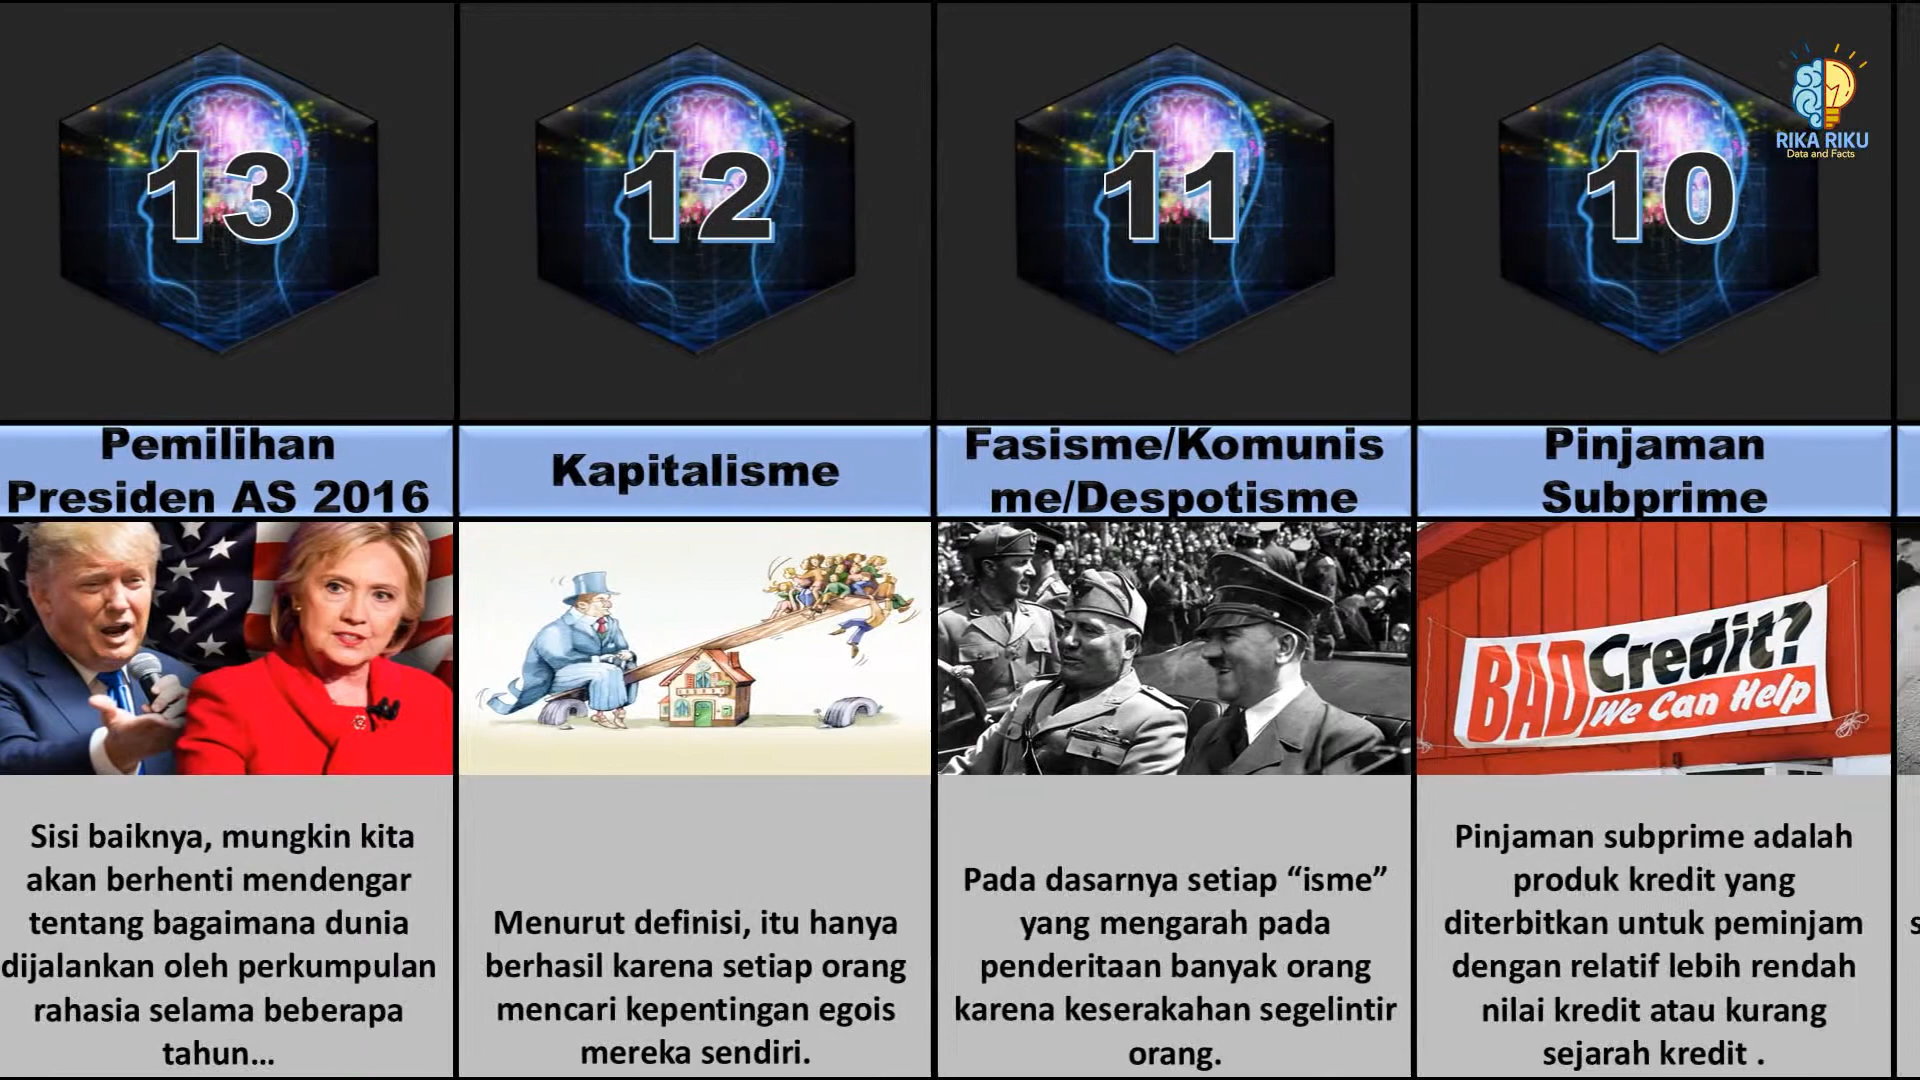 13
12
11
10
RIKA RIKU
Data and Facts
Pemilihan
Presiden AS 2016
Kapitalisme
Fasisme/Komunis
me/Despotisme
Pinjaman
Subprime
BAD Credit?
We Can Help
Sisi baiknya, mungkin kita
akan berhenti mendengar
tentang bagaimana dunia
dijalankan oleh perkumpulan
rahasia selama beberapa
tahun...
Menurut definisi, itu hanya
berhasil karena setiap orang
mencari kepentingan egois
mereka sendiri.
Pada dasarnya setiap “isme”
yang mengarah pada
penderitaan banyak orang
karena keserakahan segelintir
orang.
Pinjaman subprime adalah
produk kredit yang
diterbitkan untuk peminjam
dengan relatif lebih rendah
nilai kredit atau kurang
sejarah kredit .